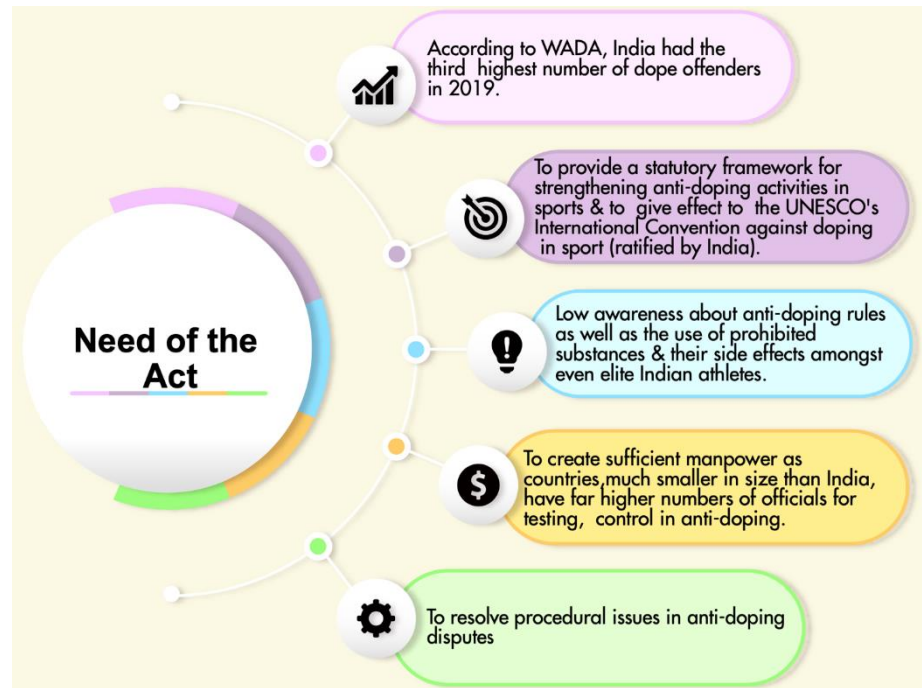 According to WADA, India had the
third highest number of dope offenders
in 2019.
To provide a statutory framework for
strengthening anti-doping activities in
sports & to give effect to the UNESCO's
International Convention against doping
in sport (ratified by India).
Need of the
Act
Low awareness about anti-doping rules
as well as the use of prohibited
substances & their side effects amongst
even elite Indian athletes.
To create sufficient manpower as
countries,much smaller in size than India,
have far higher numbers of officials for
testing, control in anti-doping.
To resolve procedural issues in anti-doping
disputes